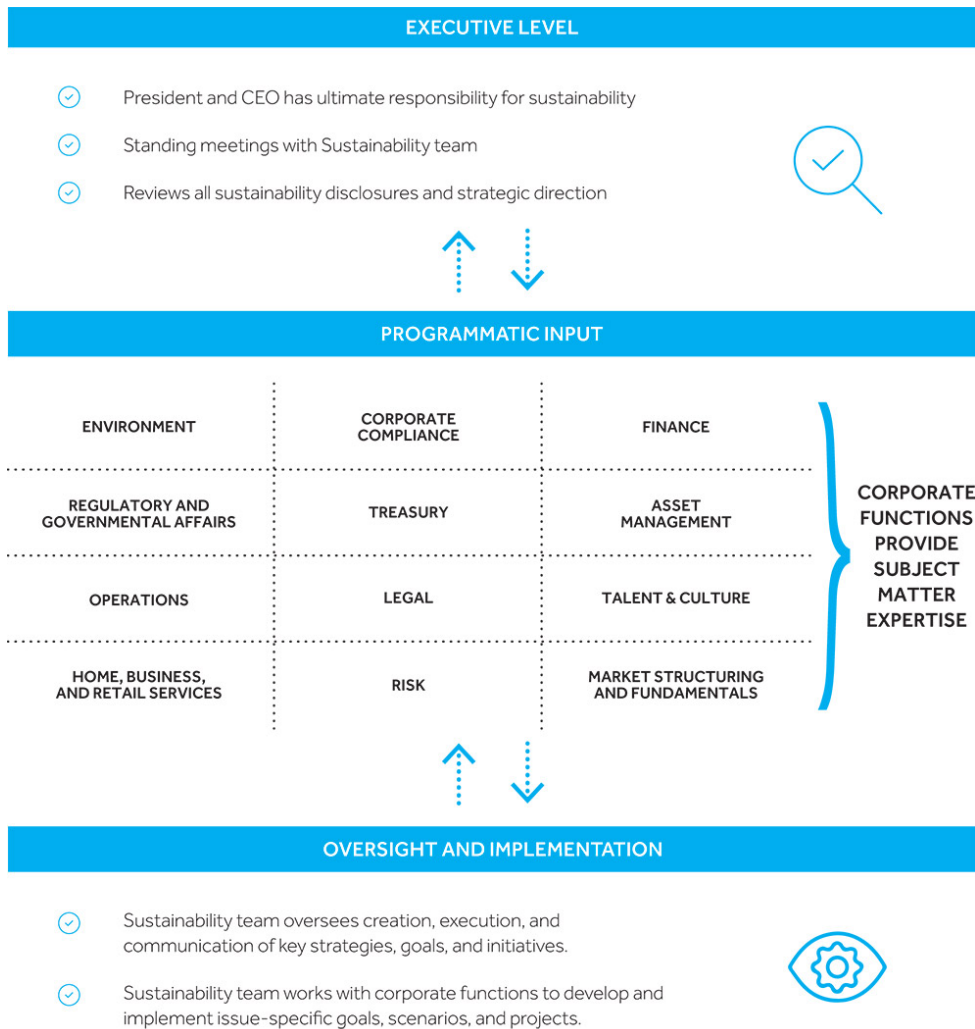 EXECUTIVE LEVEL
President and CEO has ultimate responsibility for sustainability
Standing meetings with Sustainability team
Reviews all sustainability disclosures and strategic direction
PROGRAMMATIC INPUT
ENVIRONMENT
CORPORATE
COMPLIANCE
FINANCE
REGULATORY AND
GOVERNMENTAL AFFAIRS
TREASURY
ASSET
MANAGEMENT
OPERATIONS
LEGAL
TALENT & CULTURE
HOME, BUSINESS,
AND RETAIL SERVICES
RISK
MARKET STRUCTURING
AND FUNDAMENTALS
CORPORATE
FUNCTIONS
PROVIDE
SUBJECT
MATTER
EXPERTISE
OVERSIGHT AND IMPLEMENTATION
Sustainability team oversees creation, execution, and
communication of key strategies, goals, and initiatives.
Sustainability team works with corporate functions to develop and
implement issue-specific goals, scenarios, and projects.